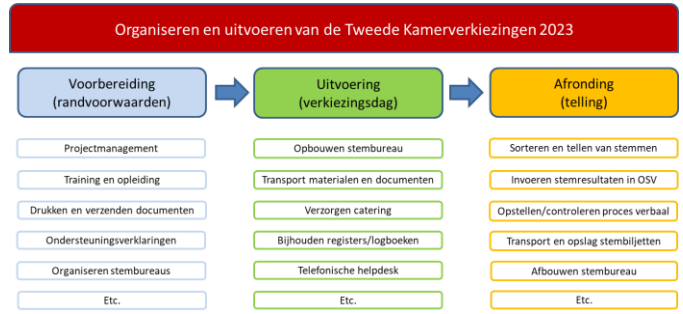 Organiseren en uitvoeren van de Tweede Kamerverkiezingen 2023
Voorbereiding
(randvoorwaarden)
Projectmanagement
Training en opleiding
Drukken en verzenden documenten
Ondersteuningsverklaringen
Organiseren stembureaus
Etc.
Uitvoering
(verkiezingsdag)
Opbouwen stembureau
Transport materialen en documenten
Verzorgen catering
Bijhouden registers/logboeken
Telefonische helpdesk
Etc.
Afronding
(telling)
Sorteren en tellen van stemmen
Invoeren stemresultaten in OSV
Opstellen/controleren proces verbaal
Transport en opslag stembiljetten
Afbouwen stembureau
Etc.